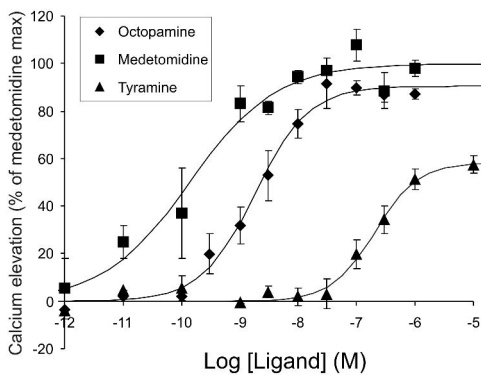 Calcium elevation (% of medetomidine max)
120
100
80
60
40
20
0
-20
Octopamine
Medetomidine
Tyramine
-12 -11 -10 -9 -8 -7 -6 -5
Log [Ligand] (M)